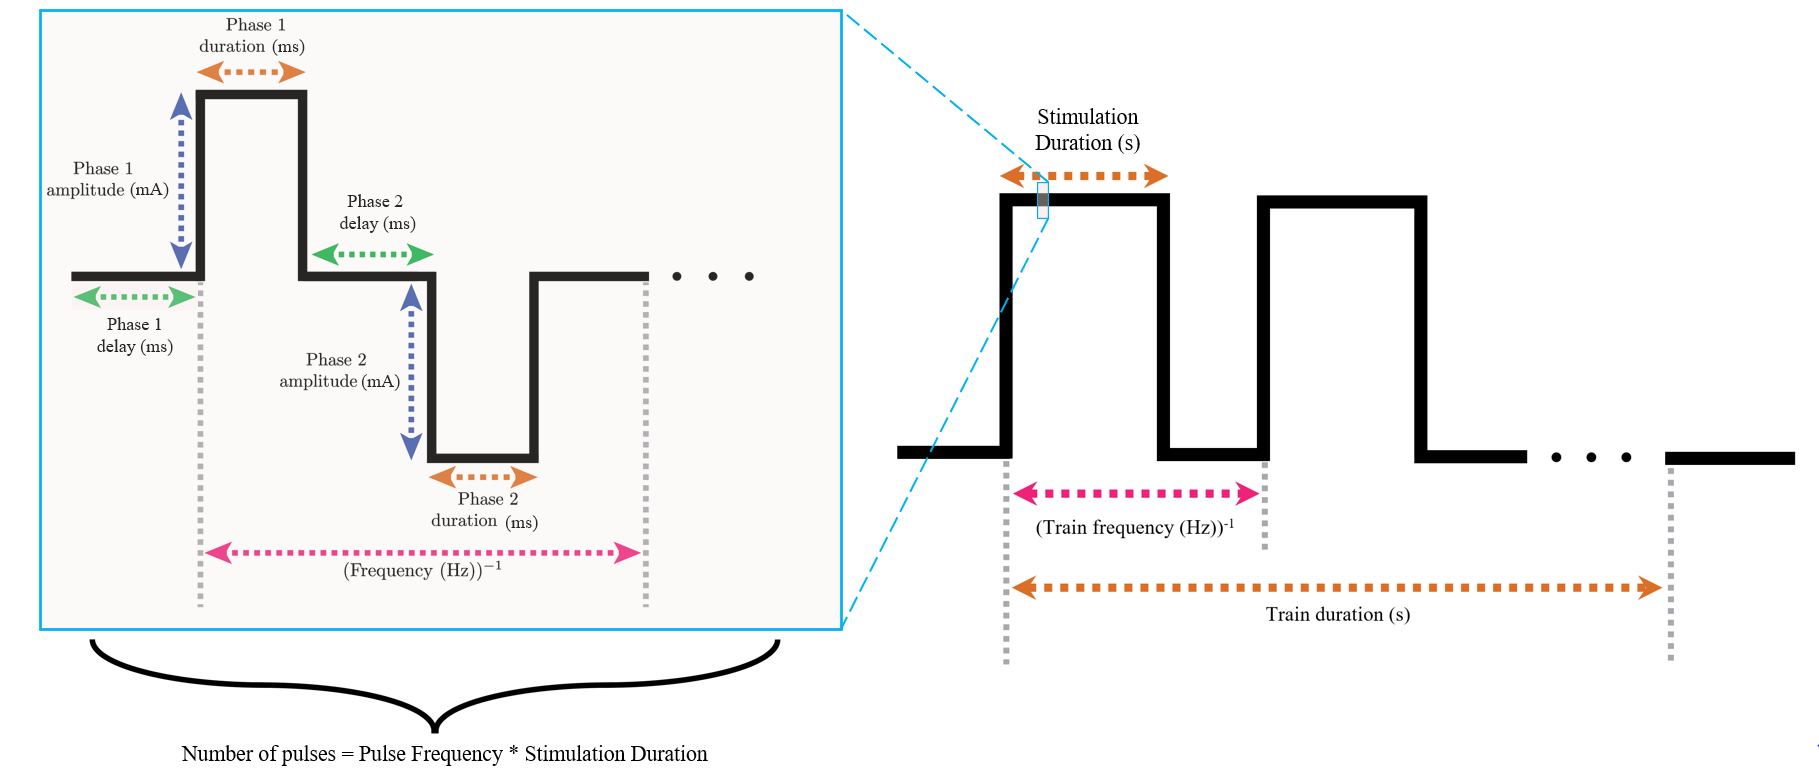 Phase 1
duration (ms)
Phase 1
amplitude (mA)
Phase 2
delay (ms)
Phase 1
delay (ms)
Phase 2
amplitude (mA)
Phase 2
duration (ms)
(Frequency (Hz))⁻¹
Number of pulses = Pulse Frequency * Stimulation Duration
Stimulation
Duration (s)
(Train frequency (Hz))⁻¹
Train duration (s)